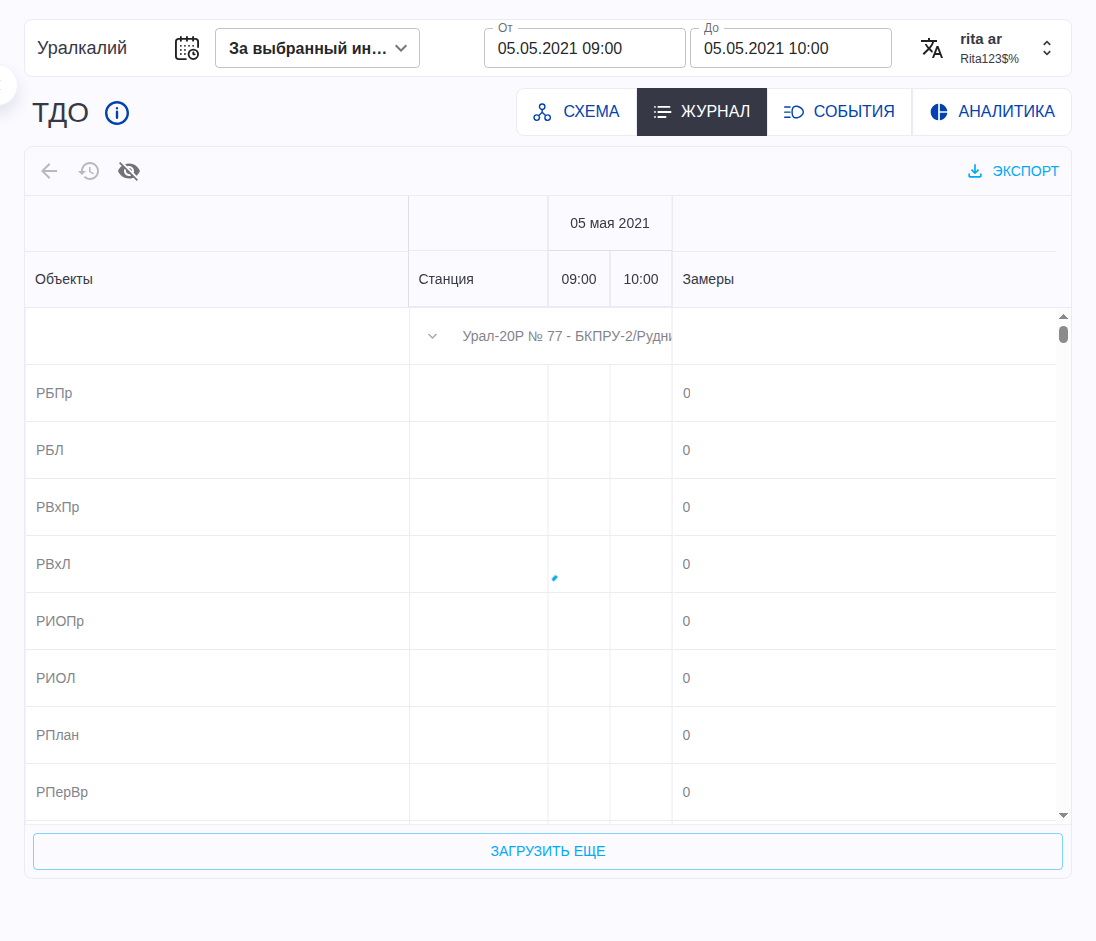 Уралкалий
За выбранный ин…
От
05.05.2021 09:00
До
05.05.2021 10:00
rita ar
Rita123$%
ТДО
СХЕМА
ЖУРНАЛ
СОБЫТИЯ
АНАЛИТИКА
ЭКСПОРТ
05 мая 2021
Объекты
Станция
09:00
10:00
Замеры
Урал-20Р № 77 - БКПРУ-2/Рудни
РБПр
0
РБЛ
0
РВхПр
0
РВхЛ
0
РИОПр
0
РИОЛ
0
РПлан
0
РПерВр
0
ЗАГРУЗИТЬ ЕЩЕ